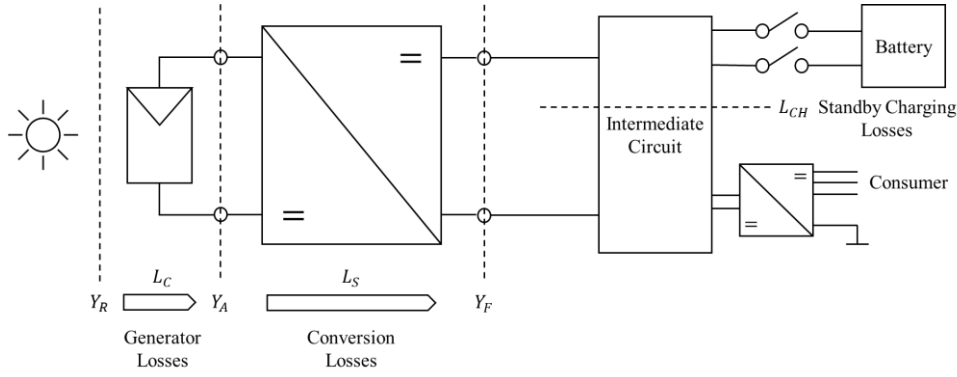 Battery
L_CH Standby Charging
Losses
Intermediate
Circuit
=
=
=
=
Consumer
L_C
L_S
Y_R
Y_A
Y_F
Generator
Losses
Conversion
Losses